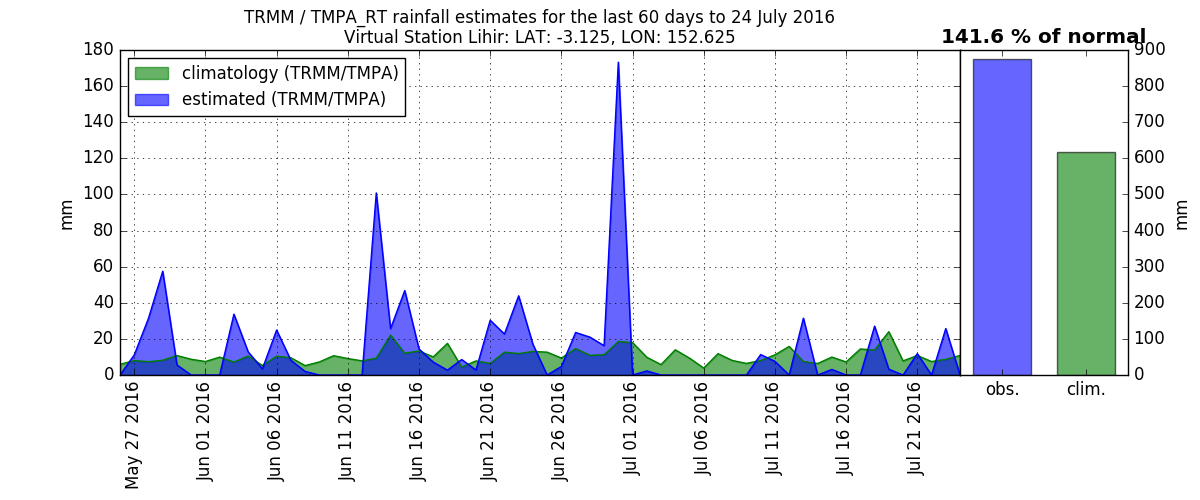 TRMM / TMPA_RT rainfall estimates for the last 60 days to 24 July 2016
Virtual Station Lihir: LAT: -3.125, LON: 152.625
141.6 % of normal
climatology (TRMM/TMPA)
estimated (TRMM/TMPA)
180
160
140
120
100
80
60
40
20
0
mm
900
800
700
600
500
400
300
200
100
0
mm
May 27 2016
Jun 01 2016
Jun 06 2016
Jun 11 2016
Jun 16 2016
Jun 21 2016
Jun 26 2016
Jul 01 2016
Jul 06 2016
Jul 11 2016
Jul 16 2016
Jul 21 2016
obs.
clim.